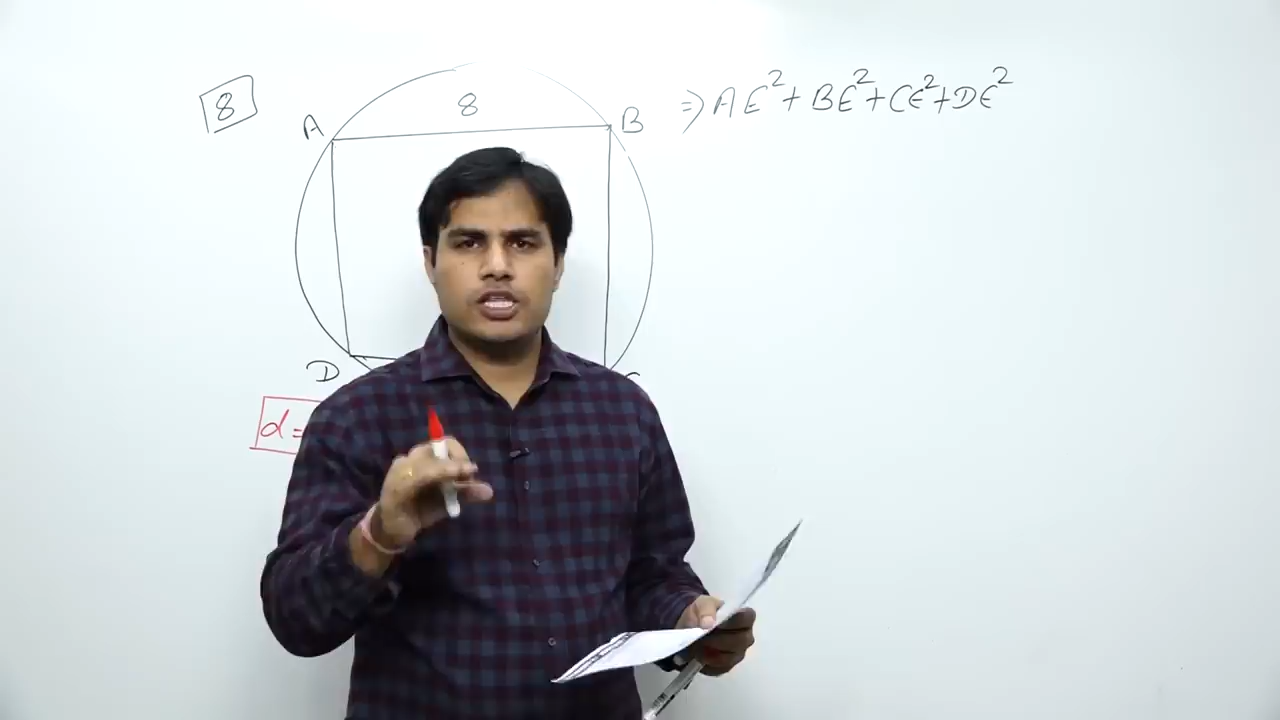 8
8
A
B
⇒ AE² + BE² + CE² + DE²
D
C
d=